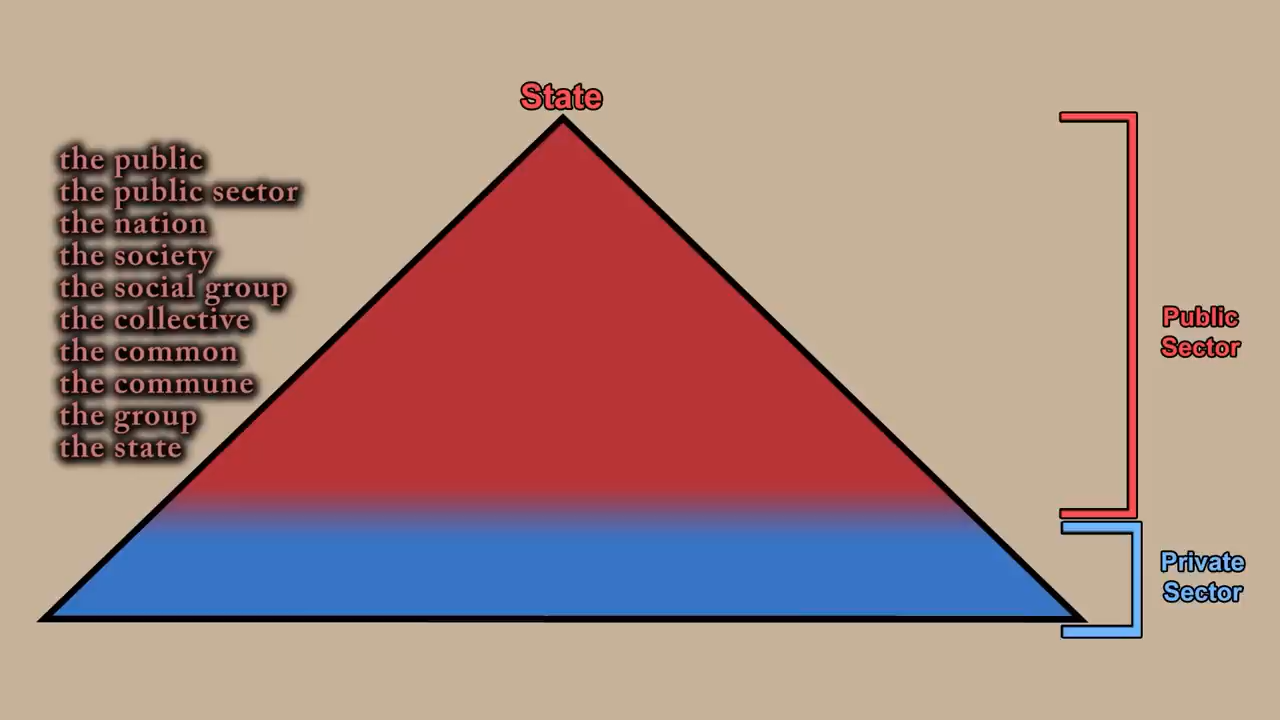 State
the public
the public sector
the nation
the society
the social group
the collective
the common
the commune
the group
the state
Public
Sector
Private
Sector